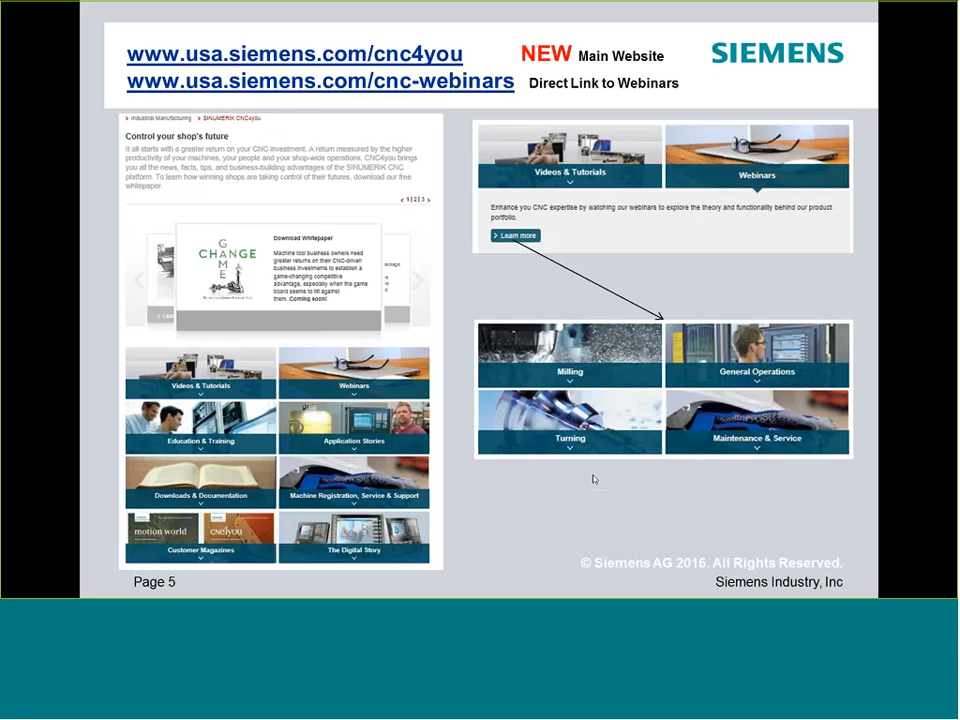 www.usa.siemens.com/cnc4you NEW Main Website
SIEMENS
www.usa.siemens.com/cnc-webinars Direct Link to Webinars
> Industrial Manufacturing > SINUMERIK CNC4you
Control your shop's future
It all starts with a greater return on your CNC investment. A return measured by the higher
productivity of your machines, your people and your shop-wide operations. CNC4you brings
you all the news, facts, tips, and business-building advantages of the SINUMERIK CNC
platform. To learn how winning shops are taking control of their futures, download our free
whitepaper.
< 1 | 2 | 3 >
GAME
CHANGE
Download Whitepaper
Machine tool business owners need
greater returns on their CNC-driven
business investments to establish a
game-changing competitive
advantage, especially when the game
board seems to tilt against
them. Coming soon!
Videos & Tutorials
Webinars
Education & Training
Application Stories
Downloads & Documentation
Machine Registration, Service & Support
motion world
cnc4you
Customer Magazines
The Digital Story
Videos & Tutorials
Webinars
Enhance you CNC expertise by watching our webinars to explore the theory and functionality behind our product
portfolio.
> Learn more
Milling
General Operations
Turning
Maintenance & Service
© Siemens AG 2016. All Rights Reserved.
Page 5
Siemens Industry, Inc